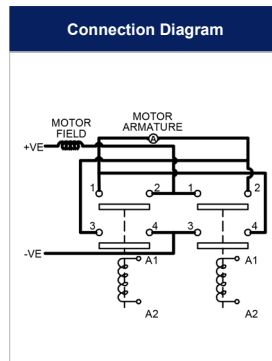 Connection Diagram
MOTOR
FIELD
MOTOR
ARMATURE
+VE
A
1
2
1
2
3
4
3
4
-VE
A1
A1
A2
A2